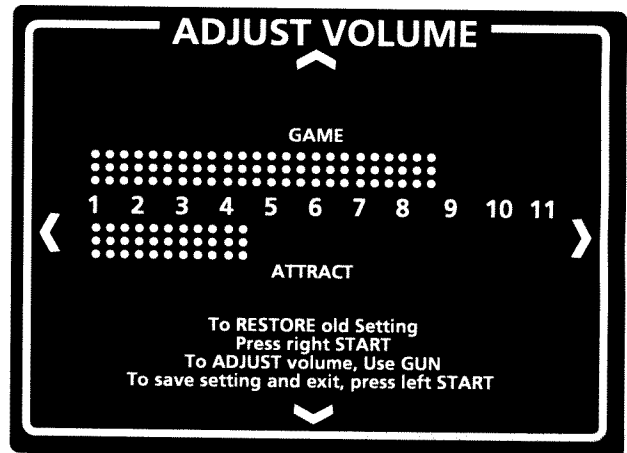 ADJUST VOLUME
GAME
1 2 3 4 5 6 7 8 9 10 11
ATTRACT
To RESTORE old Setting
Press right START
To ADJUST volume, Use GUN
To save setting and exit, press left START